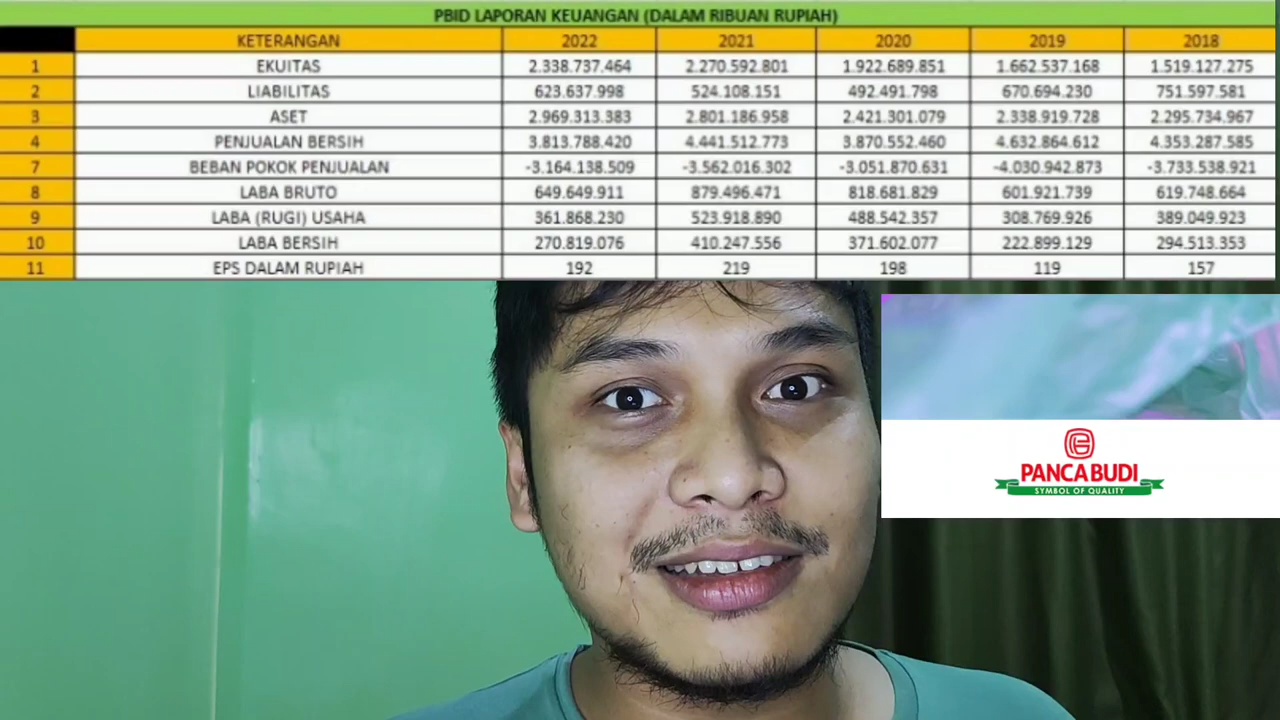 PBID LAPORAN KEUANGAN (DALAM RIBUAN RUPIAH)
KETERANGAN 2022 2021 2020 2019 2018
1 EKUITAS 2.338.737.464 2.270.592.801 1.922.689.851 1.662.537.168 1.519.127.275
2 LIABILITAS 623.637.998 524.108.151 492.491.798 670.694.230 751.597.581
3 ASET 2.969.313.383 2.801.186.958 2.421.301.079 2.338.919.728 2.295.734.967
4 PENJUALAN BERSIH 3.813.788.420 4.441.512.773 3.870.552.460 4.632.864.612 4.353.287.585
7 BEBAN POKOK PENJUALAN -3.164.138.509 -3.562.016.302 -3.051.870.631 -4.030.942.873 -3.733.538.921
8 LABA BRUTO 649.649.911 879.496.471 818.681.829 601.921.739 619.748.664
9 LABA (RUGI) USAHA 361.868.230 523.918.890 488.542.357 308.769.926 389.049.923
10 LABA BERSIH 270.819.076 410.247.556 371.602.077 222.899.129 294.513.353
11 EPS DALAM RUPIAH 192 219 198 119 157
PANCA BUDI
SYMBOL OF QUALITY